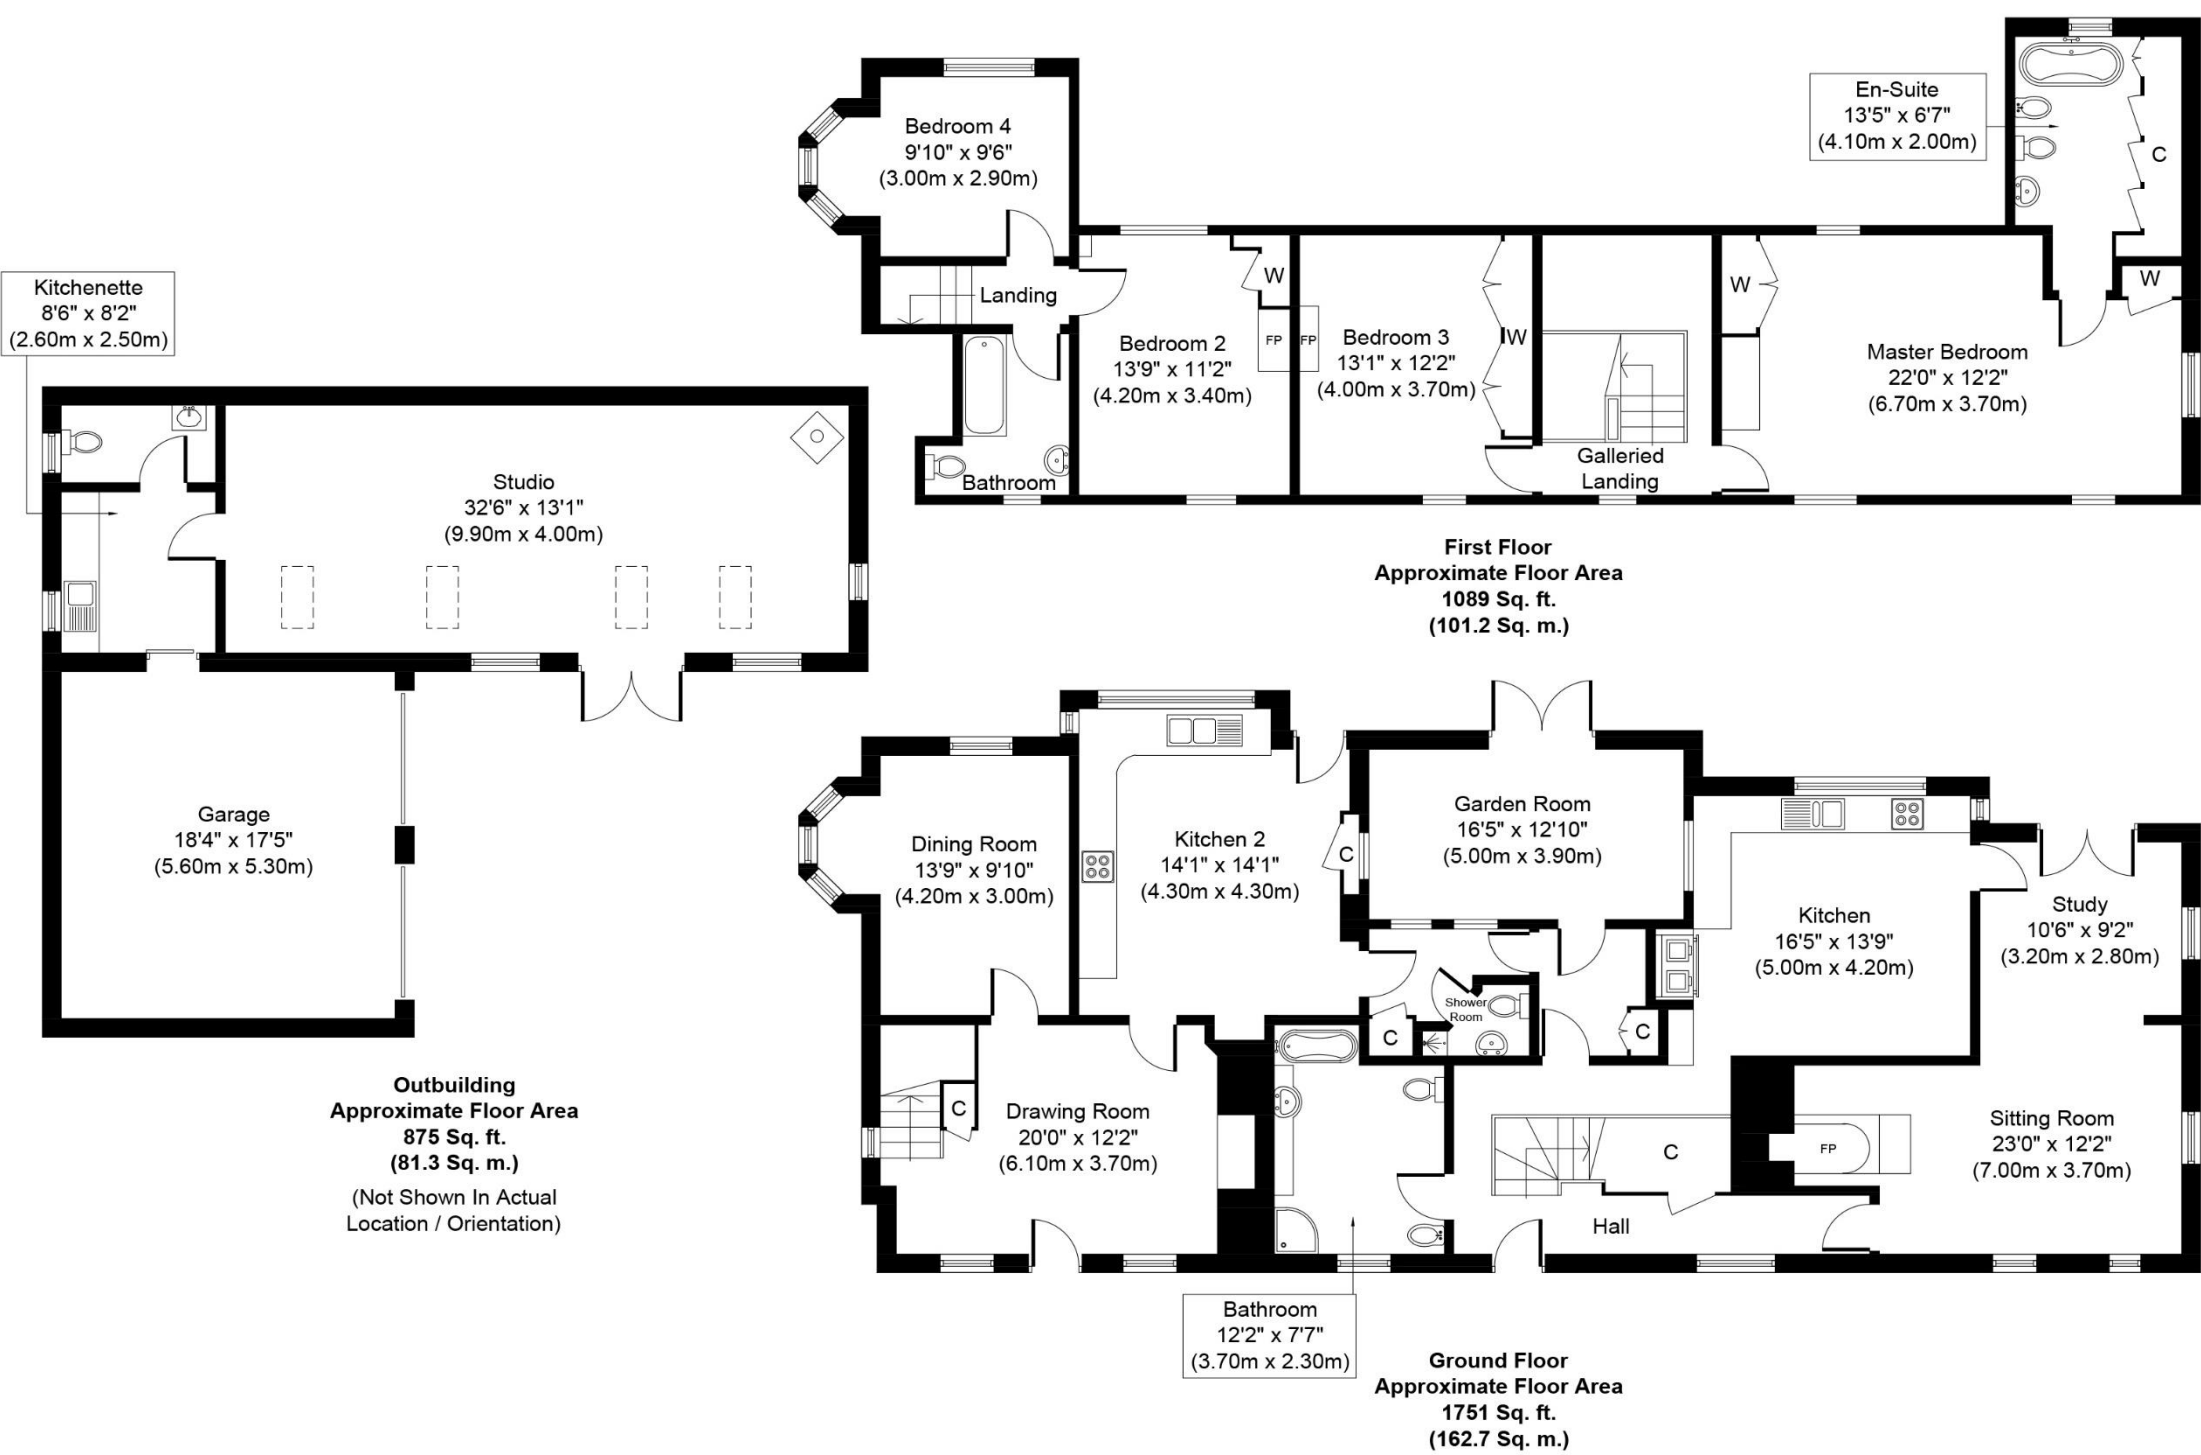 En-Suite
13'5" x 6'7"
(4.10m x 2.00m)
C
Bedroom 4
9'10" x 9'6"
(3.00m x 2.90m)
Landing
W
Bedroom 2
13'9" x 11'2"
(4.20m x 3.40m)
FP
FP
Bedroom 3
13'1" x 12'2"
(4.00m x 3.70m)
W
Galleried
Landing
W
Master Bedroom
22'0" x 12'2"
(6.70m x 3.70m)
W
Bathroom
First Floor
Approximate Floor Area
1089 Sq. ft.
(101.2 Sq. m.)
Kitchenette
8'6" x 8'2"
(2.60m x 2.50m)
Studio
32'6" x 13'1"
(9.90m x 4.00m)
Garage
18'4" x 17'5"
(5.60m x 5.30m)
Outbuilding
Approximate Floor Area
875 Sq. ft.
(81.3 Sq. m.)
(Not Shown In Actual
Location / Orientation)
Dining Room
13'9" x 9'10"
(4.20m x 3.00m)
Kitchen 2
14'1" x 14'1"
(4.30m x 4.30m)
C
Garden Room
16'5" x 12'10"
(5.00m x 3.90m)
Kitchen
16'5" x 13'9"
(5.00m x 4.20m)
Study
10'6" x 9'2"
(3.20m x 2.80m)
Shower
Room
C
C
C
Drawing Room
20'0" x 12'2"
(6.10m x 3.70m)
C
FP
Sitting Room
23'0" x 12'2"
(7.00m x 3.70m)
Hall
Bathroom
12'2" x 7'7"
(3.70m x 2.30m)
Ground Floor
Approximate Floor Area
1751 Sq. ft.
(162.7 Sq. m.)